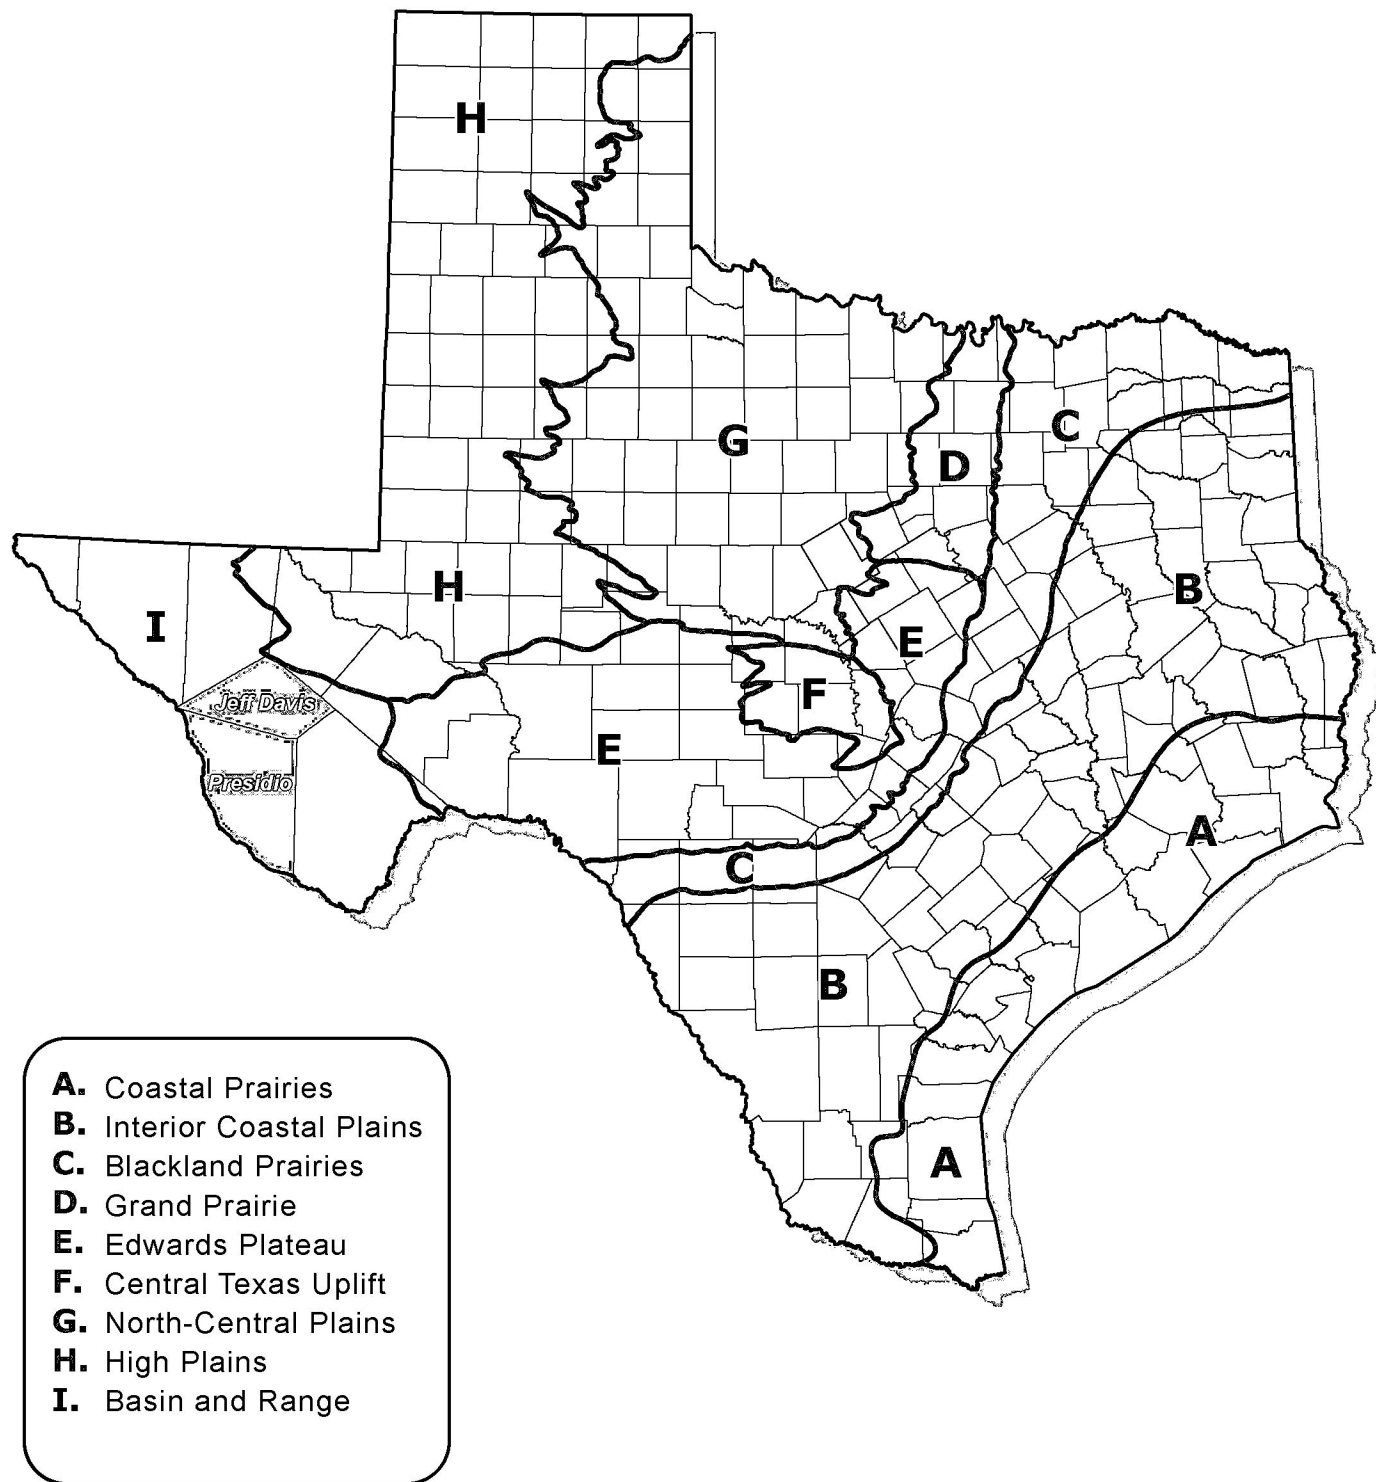 H
C
G
D
H
B
I
E
F
Jeff Davis
E
Presidio
A
C
B
A
A. Coastal Prairies
B. Interior Coastal Plains
C. Blackland Prairies
D. Grand Prairie
E. Edwards Plateau
F. Central Texas Uplift
G. North-Central Plains
H. High Plains
I. Basin and Range